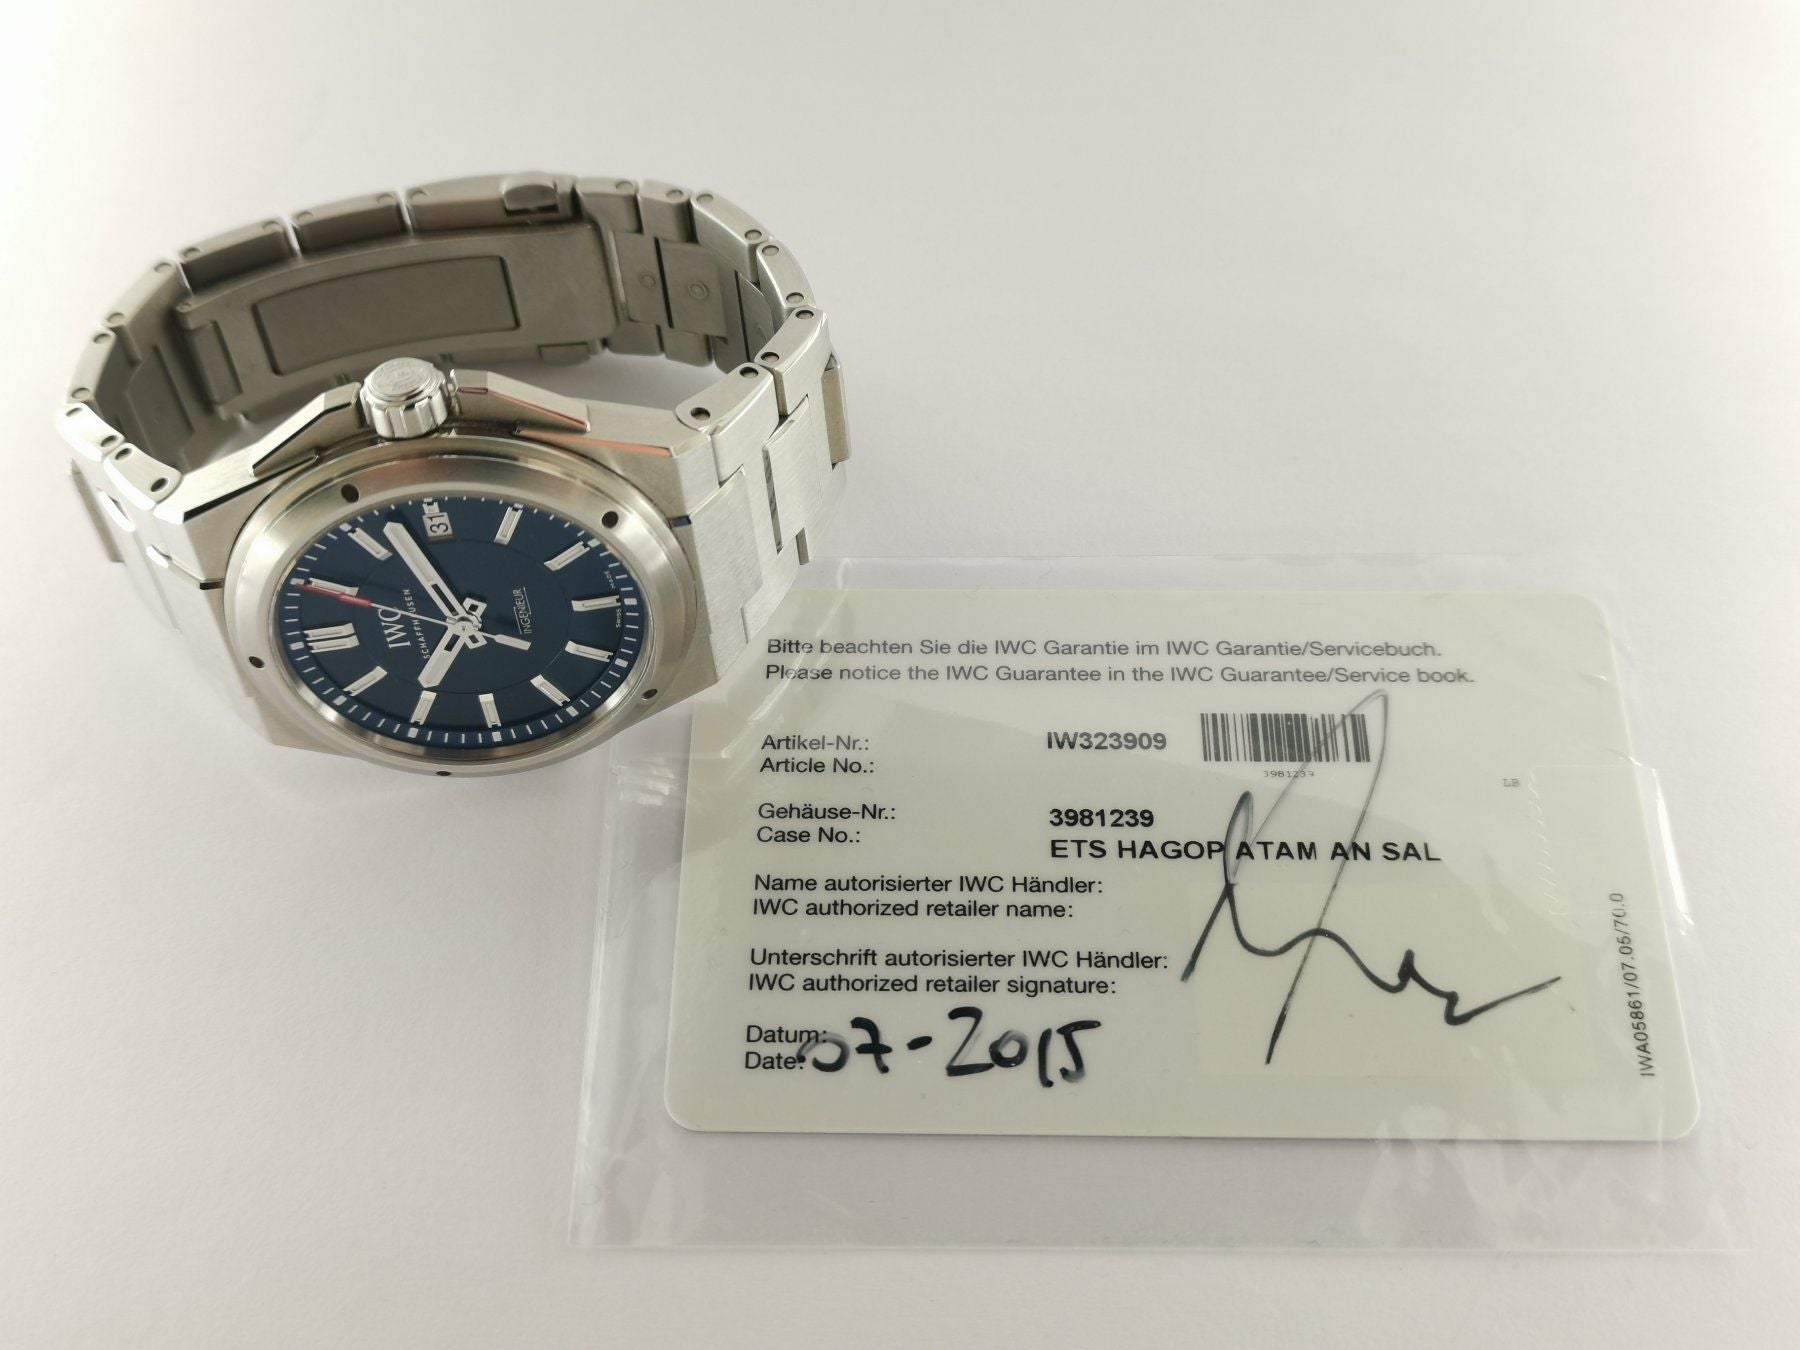 31
IWC
SCHAFFHAUSEN
INGENIEUR
SWISS MADE
Bitte beachten Sie die IWC Garantie im IWC Garantie/Servicebuch.
Please notice the IWC Guarantee in the IWC Guarantee/Service book.
Artikel-Nr.: IW323909
Article No.:
3981239
LB
Gehäuse-Nr.: 3981239
Case No.:
ETS HAGOP ATAM AN SAL
Name autorisierter IWC Händler:
IWC authorized retailer name:
Unterschrift autorisierter IWC Händler:
IWC authorized retailer signature:
Datum:
Date: 07-2015
IWA05861/07.05/70.0